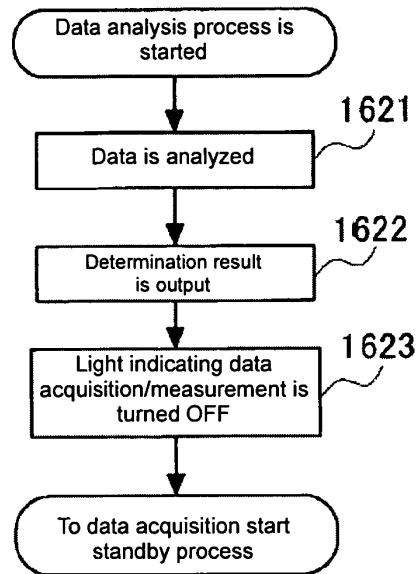 Data analysis process is
started
1621
Data is analyzed
1622
Determination result
is output
1623
Light indicating data
acquisition/measurement is
turned OFF
To data acquisition start
standby process